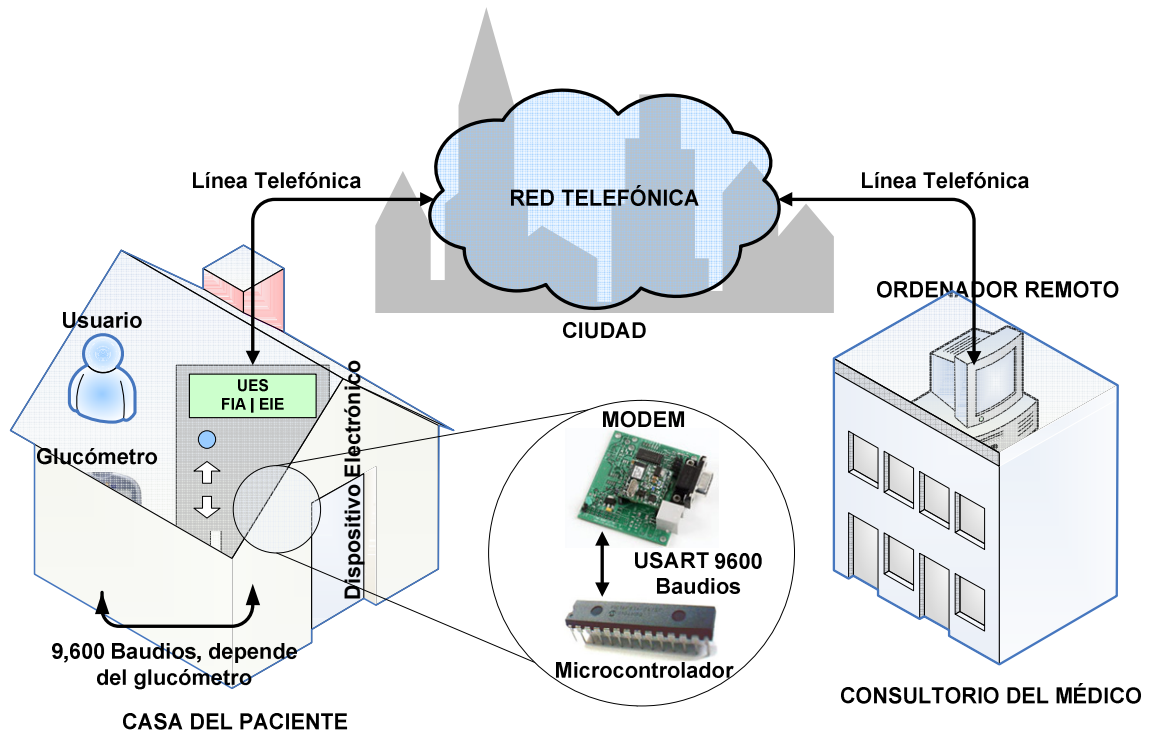 Línea Telefónica
Línea Telefónica
RED TELEFÓNICA
CIUDAD
ORDENADOR REMOTO
Usuario
UES
FIA | EIE
Glucómetro
Dispositivo Electrónico
MODEM
USART 9600
Baudios
Microcontrolador
9,600 Baudios, depende
del glucómetro
CASA DEL PACIENTE
CONSULTORIO DEL MÉDICO